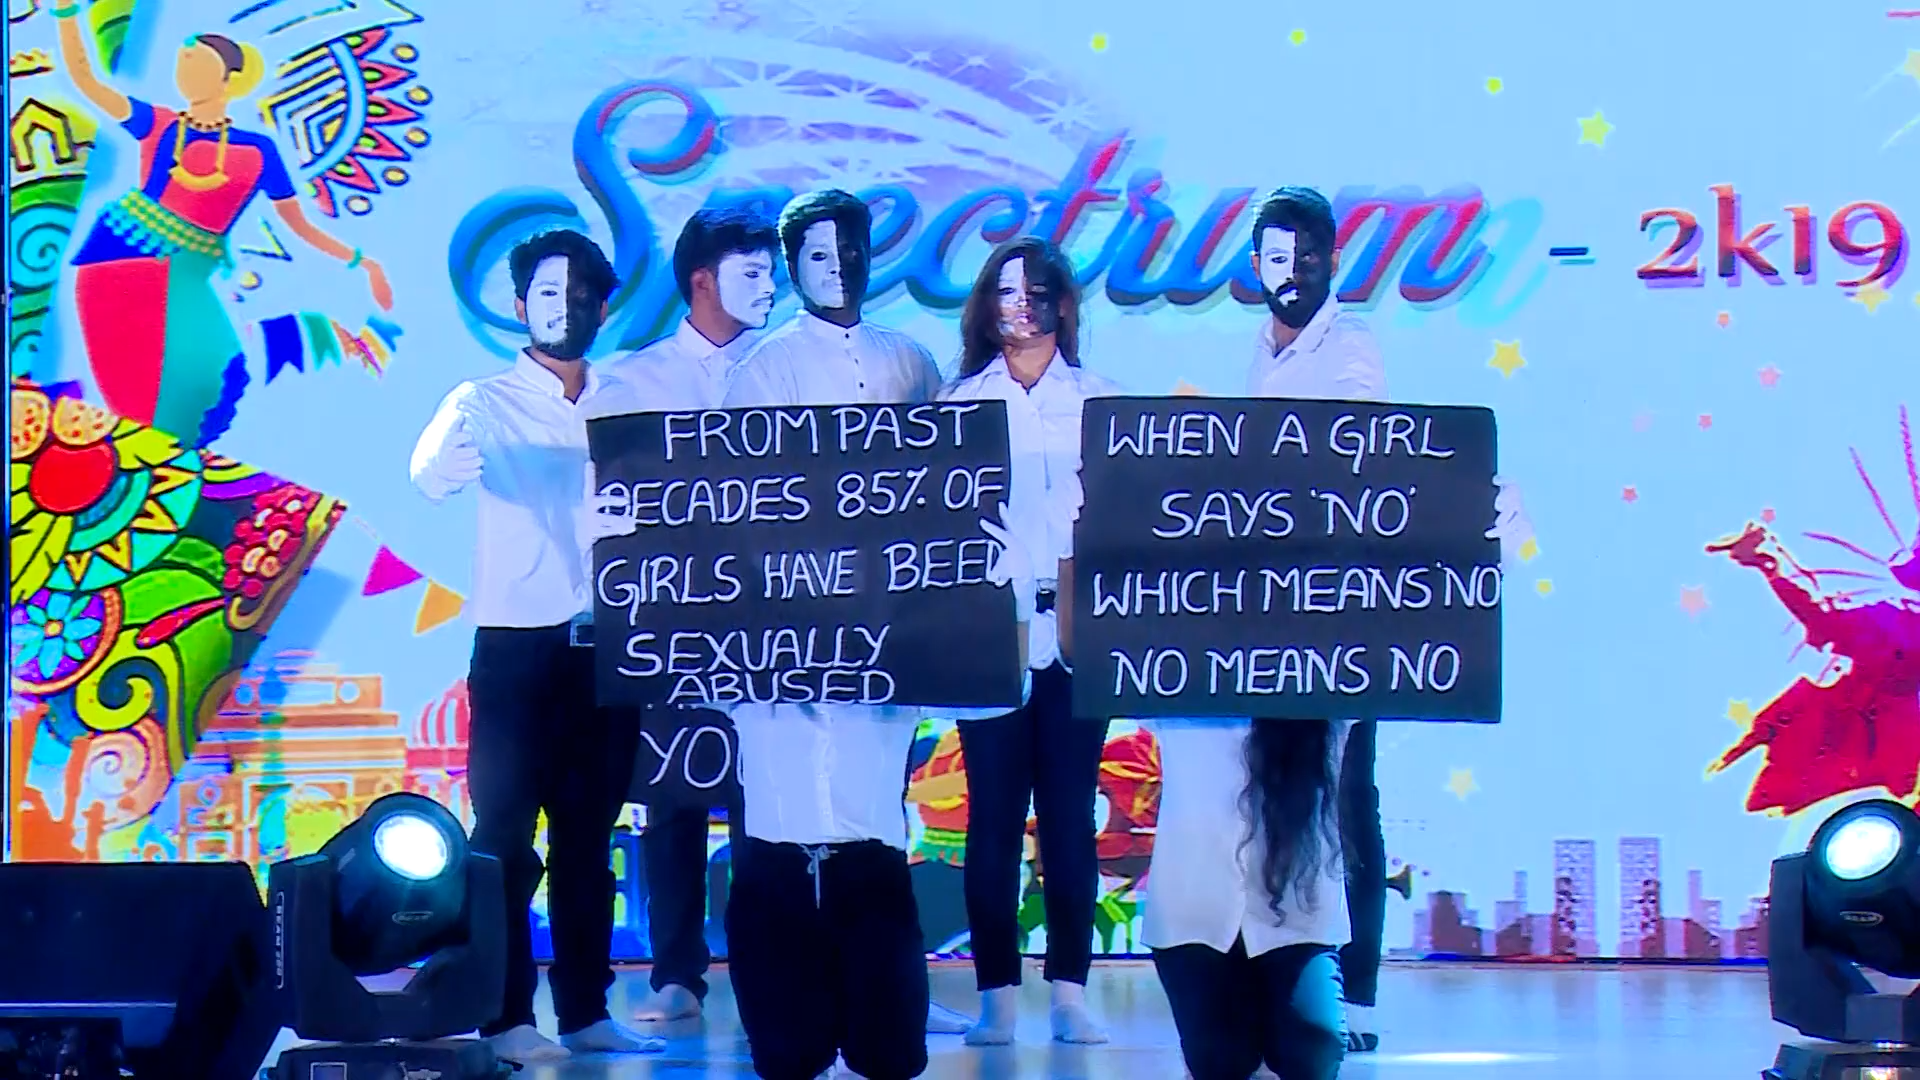 Spectrum - 2k19
FROM PAST
DECADES 85% OF
GIRLS HAVE BEED
SEXUALLY
ABUSED
WHEN A GIRL
SAYS 'NO'
WHICH MEANS 'NO'
NO MEANS NO
YOU